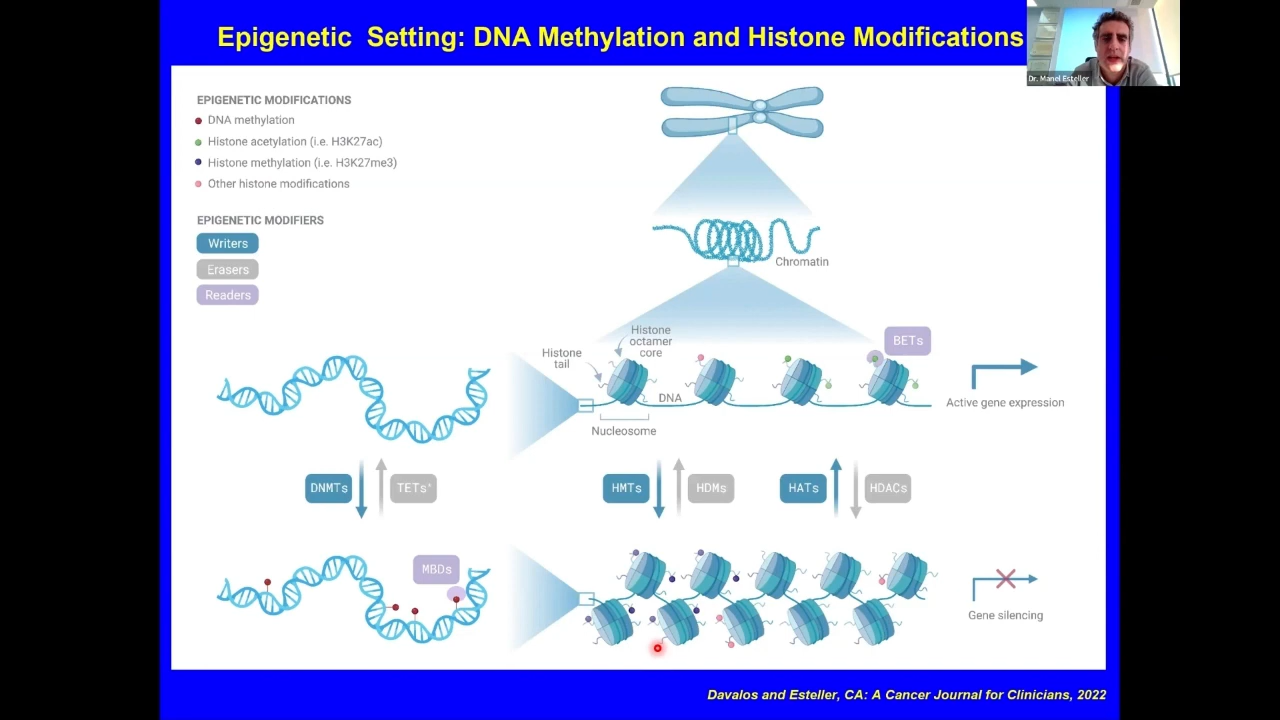 Epigenetic Setting: DNA Methylation and Histone Modifications
Dr. Manel Esteller
EPIGENETIC MODIFICATIONS
DNA methylation
Histone acetylation (i.e. H3K27ac)
Histone methylation (i.e. H3K27me3)
Other histone modifications
EPIGENETIC MODIFIERS
Writers
Erasers
Readers
Chromatin
Histone
octamer
core
Histone
tail
BETs
DNA
Nucleosome
Active gene expression
DNMTs
TETs*
HMTs
HDMs
HATs
HDACs
MBDs
Gene silencing
Davalos and Esteller, CA: A Cancer Journal for Clinicians, 2022